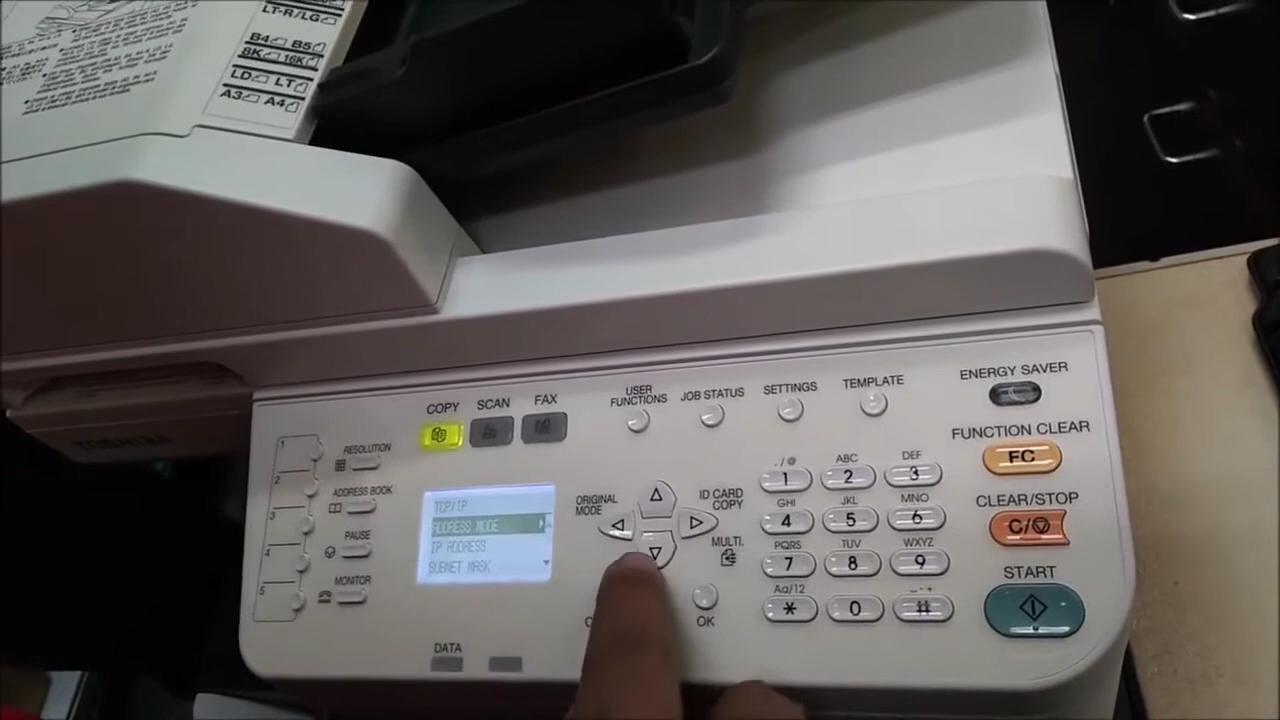 LT-R/LG
B4 B5
8K 16K
LD LT
A3 A4
TOSHIBA
COPY SCAN FAX
USER FUNCTIONS
JOB STATUS
SETTINGS
TEMPLATE
ENERGY SAVER
FUNCTION CLEAR
FC
CLEAR/STOP
C/
START
1
2
3
4
5
RESOLUTION
ADDRESS BOOK
PAUSE
MONITOR
TCP/IP
ADDRESS MODE
IP ADDRESS
SUBNET MASK
ORIGINAL MODE
ID CARD COPY
MULTI.
OK
./@ ABC DEF
1 2 3
GHI JKL MNO
4 5 6
PQRS TUV WXYZ
7 8 9
Aa/12 _-+
* 0 #
DATA